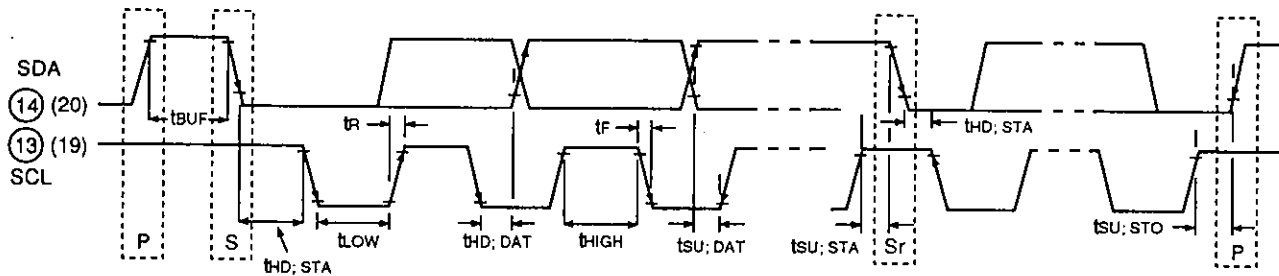 SDA
14 (20)
tBUF
tR
tF
tHD; STA
13 (19)
SCL
P
S
tHD; STA
tLOW
tHD; DAT
tHIGH
tSU; DAT
tSU; STA
Sr
tSU; STO
P